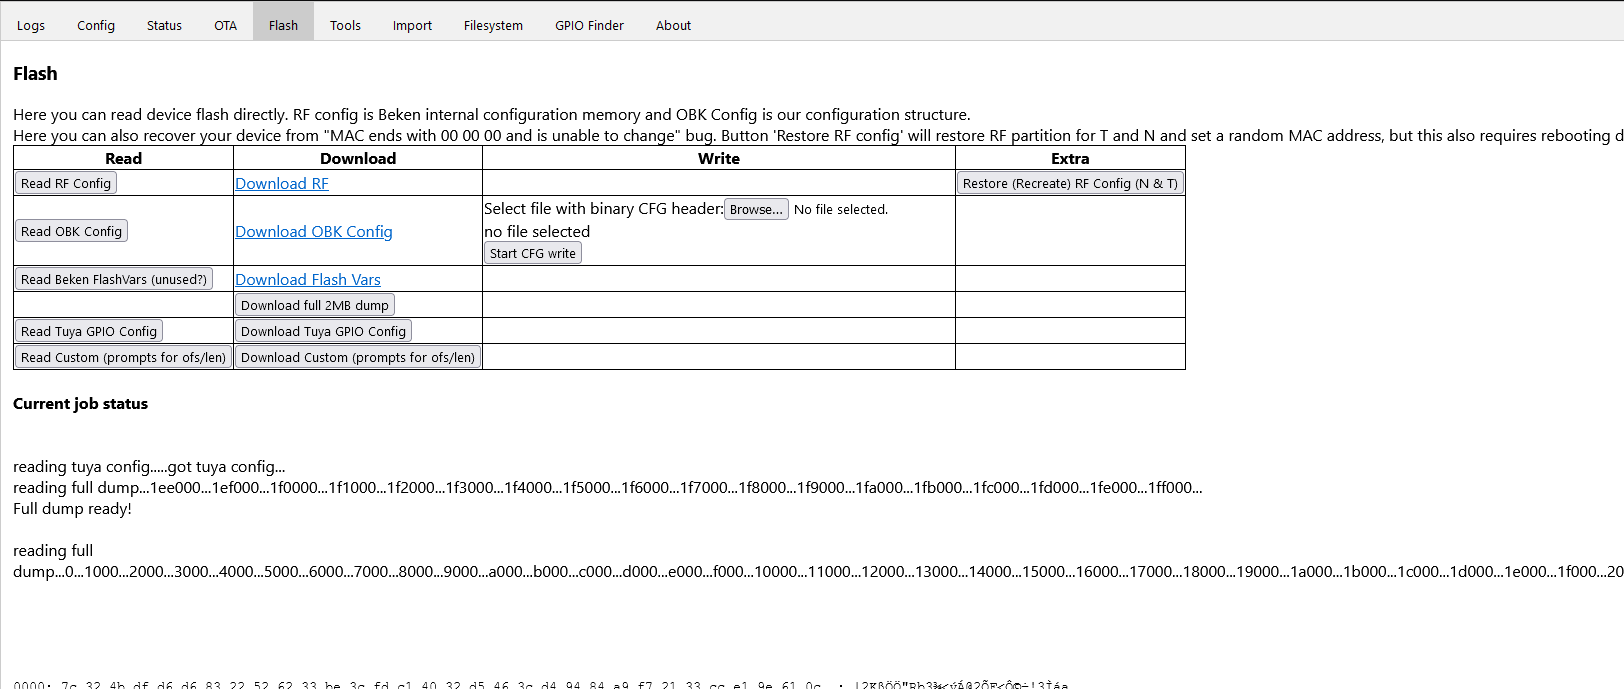 Logs Config Status OTA Flash Tools Import Filesystem GPIO Finder About
Flash
Here you can read device flash directly. RF config is Beken internal configuration memory and OBK Config is our configuration structure.
Here you can also recover your device from "MAC ends with 00 00 00 and is unable to change" bug. Button 'Restore RF config' will restore RF partition for T and N and set a random MAC address, but this also requires rebooting d
Read Download Write Extra
Read RF Config Download RF Restore (Recreate) RF Config (N & T)
Select file with binary CFG header: Browse... No file selected.
Read OBK Config Download OBK Config no file selected
Start CFG write
Read Beken FlashVars (unused?) Download Flash Vars
Download full 2MB dump
Read Tuya GPIO Config Download Tuya GPIO Config
Read Custom (prompts for ofs/len) Download Custom (prompts for ofs/len)
Current job status
reading tuya config.....got tuya config...
reading full dump...1ee000...1ef000...1f0000...1f1000...1f2000...1f3000...1f4000...1f5000...1f6000...1f7000...1f8000...1f9000...1fa000...1fb000...1fc000...1fd000...1fe000...1ff000...
Full dump ready!
reading full
dump...0...1000...2000...3000...4000...5000...6000...7000...8000...9000...a000...b000...c000...d000...e000...f000...10000...11000...12000...13000...14000...15000...16000...17000...18000...19000...1a000...1b000...1c000...1d000...1e000...1f000...20
0000: 7c 32 4b df d6 d6 83 22 52 62 33 be 3c fd c1 40 32 d5 46 3c d4 94 84 a9 f7 21 33 cc e1 9e 61 0c